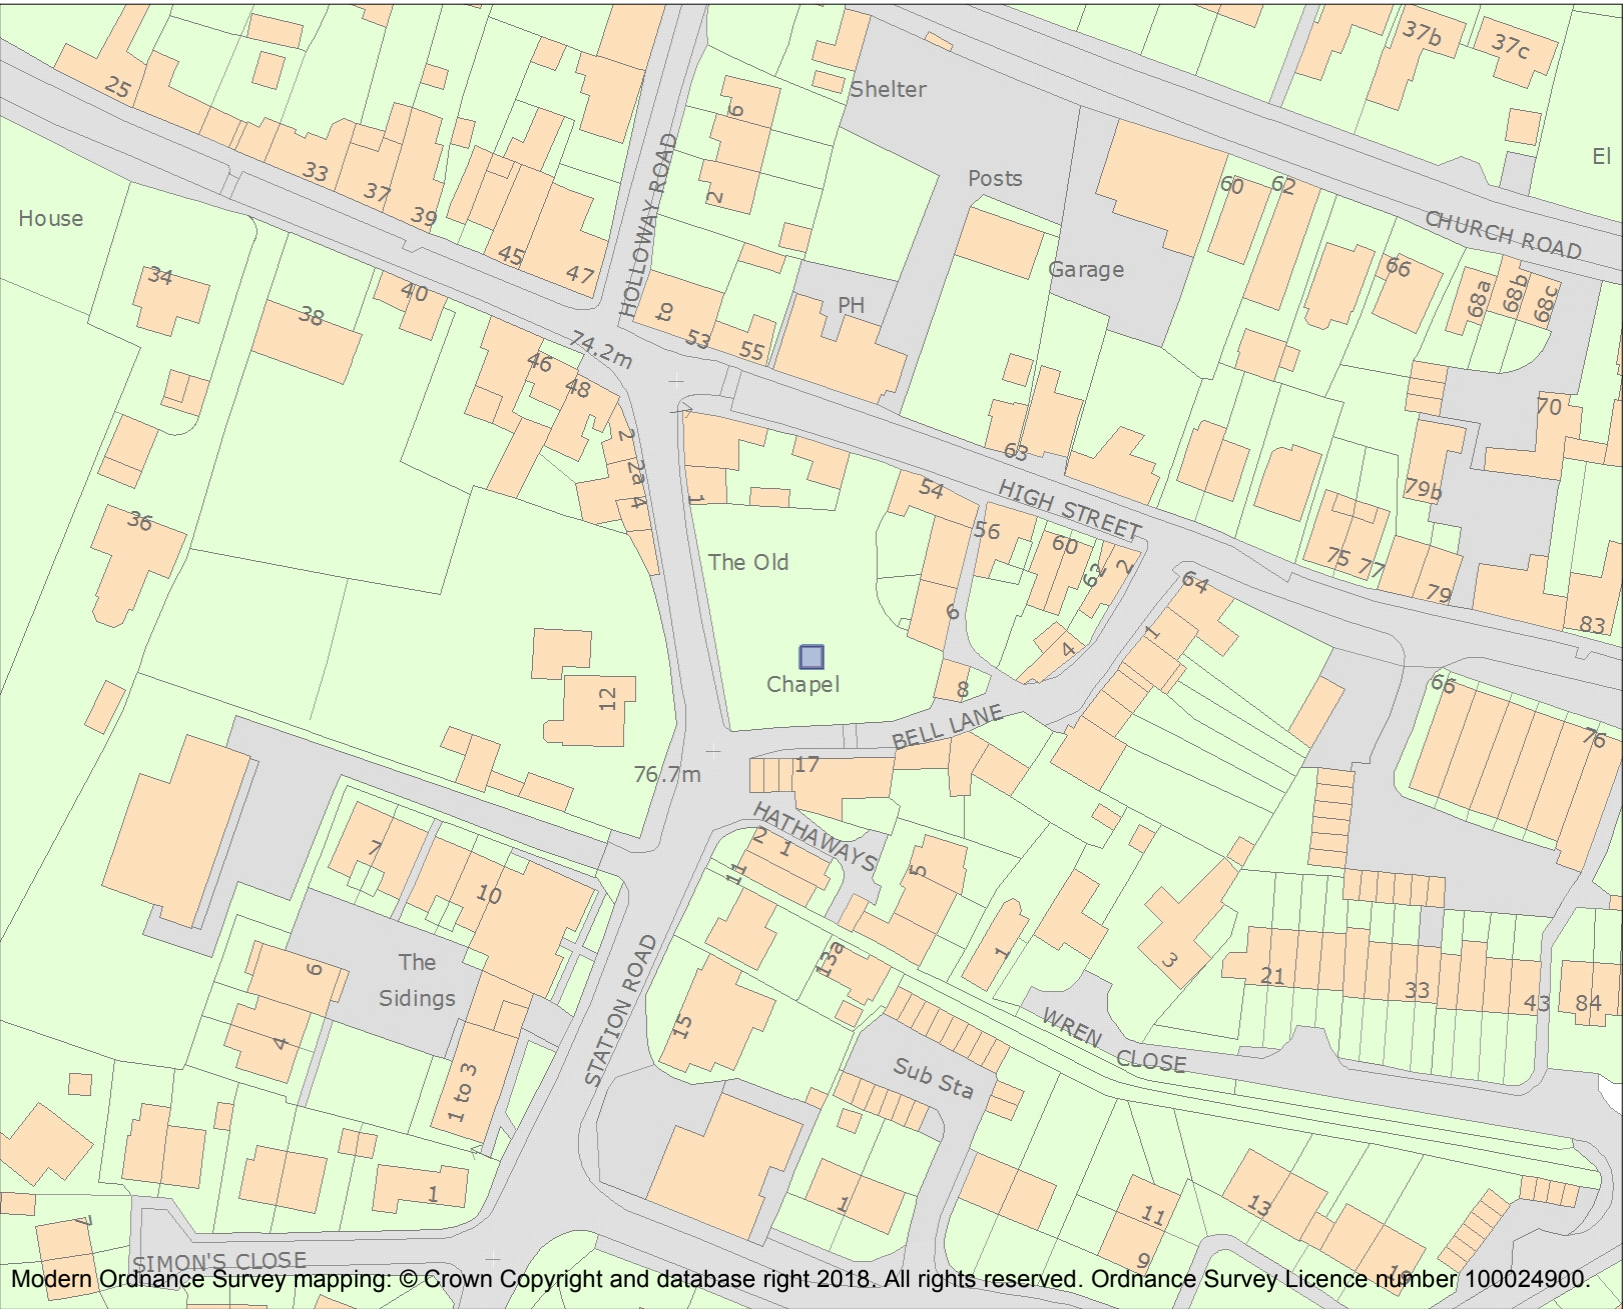 37b
37c
25
Shelter
6
El
33
37
39
45
47
HOLLOWAY ROAD
2
Posts
60
62
CHURCH ROAD
House
34
38
40
to
53
55
PH
Garage
66
68a
68b
68c
74.2m
46
48
2
2a
4
1
63
70
79b
54
HIGH STREET
36
The Old
56
60
62
2
64
75
77
79
83
6
4
1
Chapel
8
66
76
12
BELL LANE
76.7m
17
HATHAWAYS
2
1
11
5
7
10
The
Sidings
6
4
13a
1
3
21
33
43
84
STATION ROAD
15
WREN CLOSE
Sub Sta
1 to 3
1
1
11
9
13
7
SIMON'S CLOSE
Modern Ordnance Survey mapping: © Crown Copyright and database right 2018. All rights reserved. Ordnance Survey Licence number 100024900.